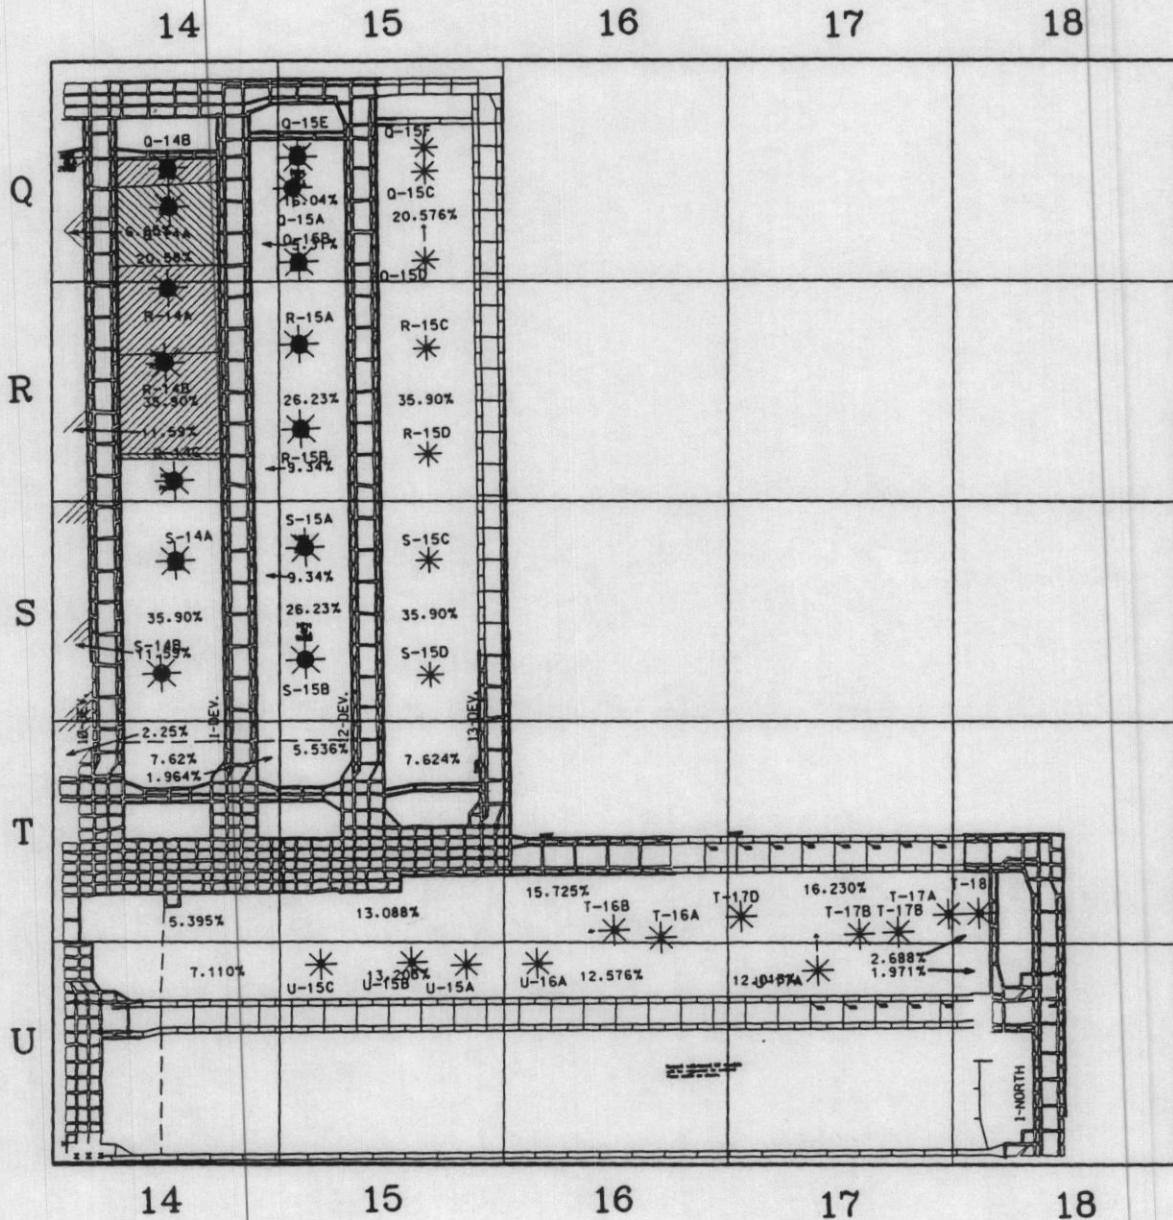 14 15 16 17 18
Q-14B
Q-15E
Q-15F
Q
16.04%
Q-15C
Q-15A
20.576%
20.58%
Q-15D
R-14A
R-15A
R-15C
R
R-14B
35.90%
26.23%
35.90%
11.59%
R-15D
R-15B
9.34%
S-14A
S-15A
S-15C
9.34%
S
35.90%
26.23%
35.90%
S-14B
11.59%
S-15D
S-15B
1-DEV.
12-DEV.
13-DEV.
2.25%
7.62%
5.536%
7.624%
1.964%
T
15.725%
16.230%
T-17A
T-18
5.395%
13.088%
T-16B
T-16A
T-17D
T-17B
T-17B
2.688%
7.110%
12.576%
1.971%
U-15C
U-15B
U-15A
U-16A
U
1-NORTH
14 15 16 17 18